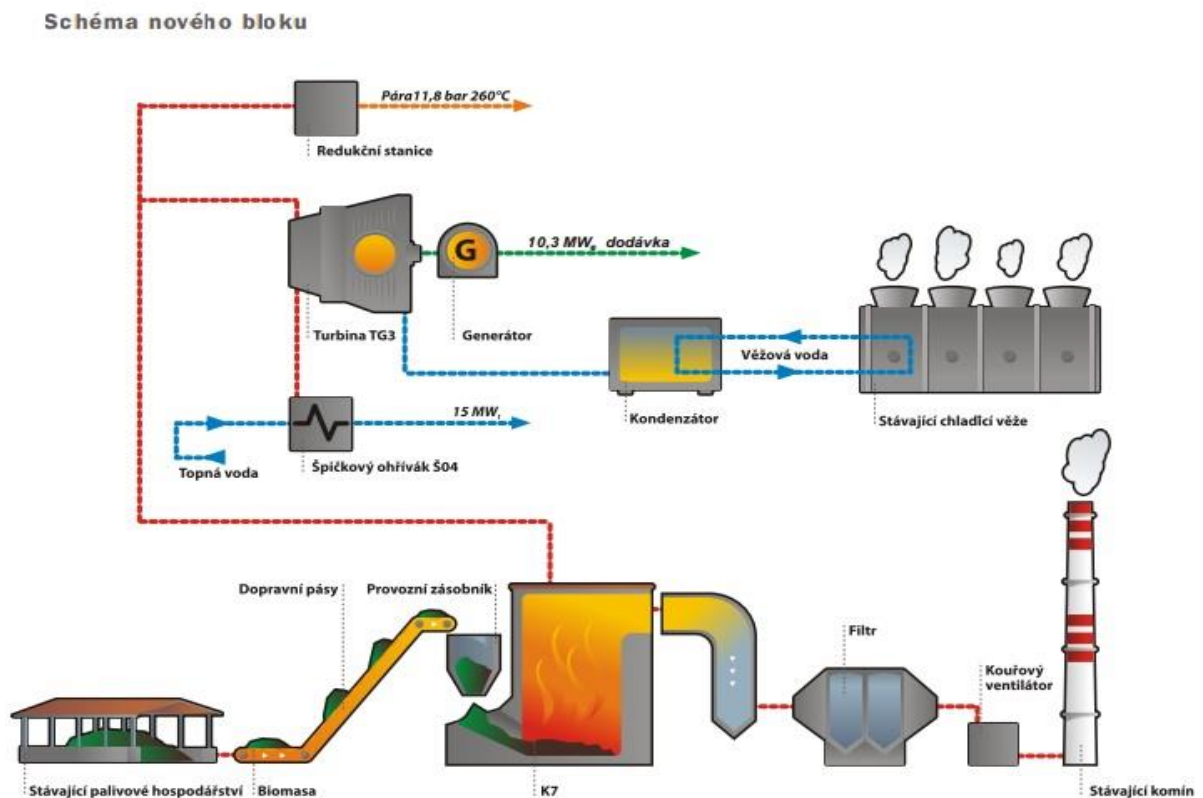 Schéma nového bloku
Pára11,8 bar 260°C
Redukční stanice
G
10,3 MWe dodávka
Turbina TG3
Generátor
Věžová voda
Kondenzátor
Stávající chladící věže
15 MWt
Topná voda
Špičkový ohřívák Š04
Dopravní pásy
Provozní zásobník
Filtr
Kouřový
ventilátor
Stávající palivové hospodářství
Biomasa
K7
Stávající komín